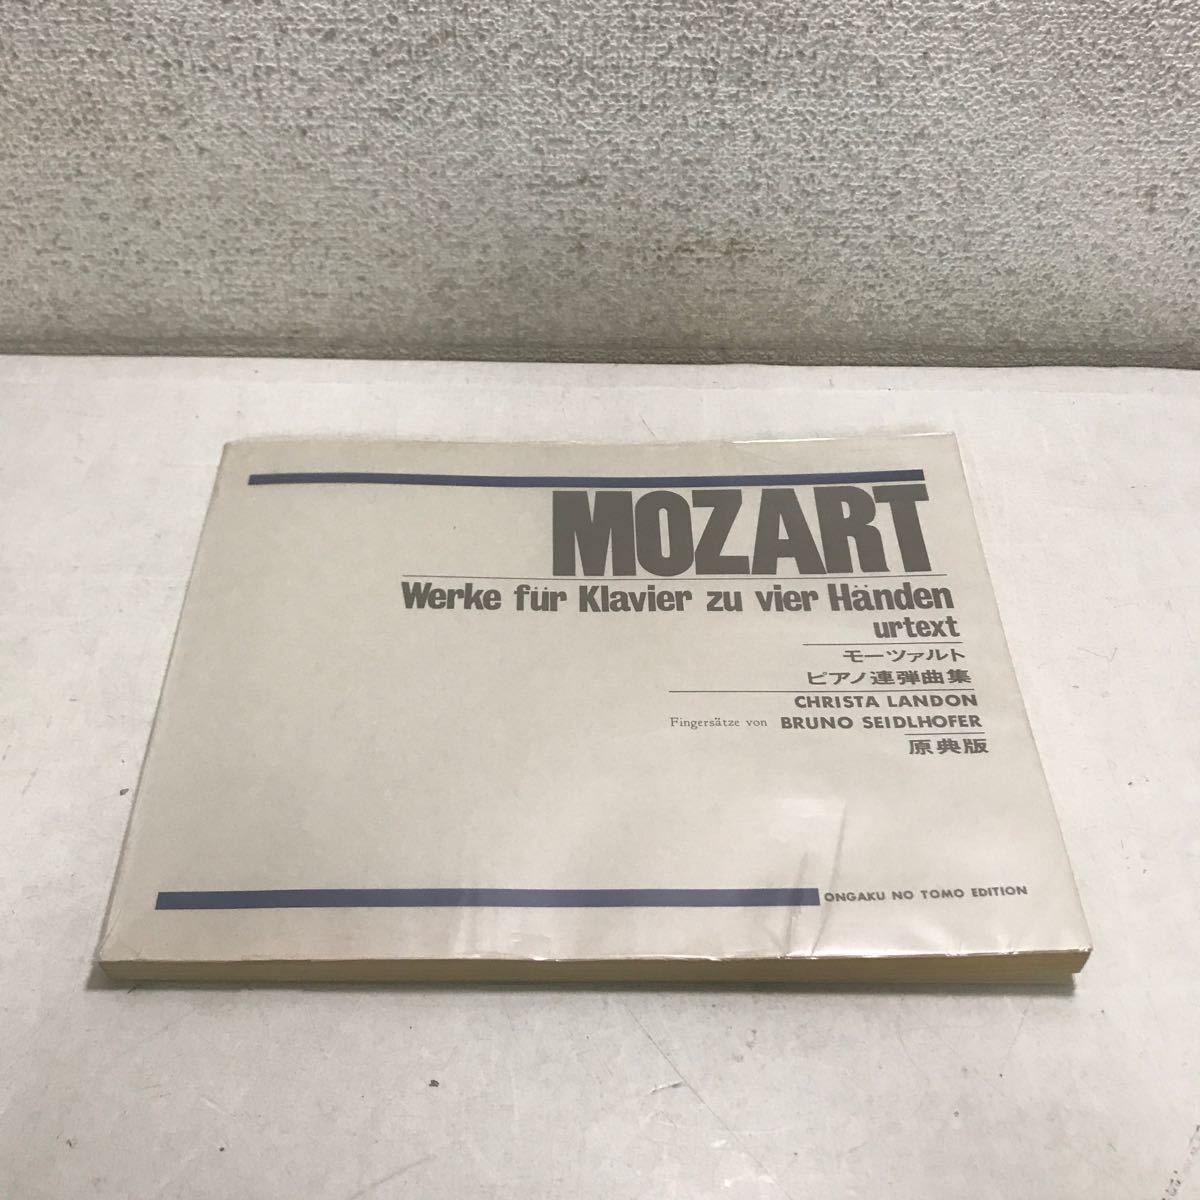 MOZART
Werke für Klavier zu vier Händen
urtext
モーツァルト
ピアノ連弾曲集
CHRISTA LANDON
Fingersätze von BRUNO SEIDLHOFER
原典版
ONGAKU NO TOMO EDITION